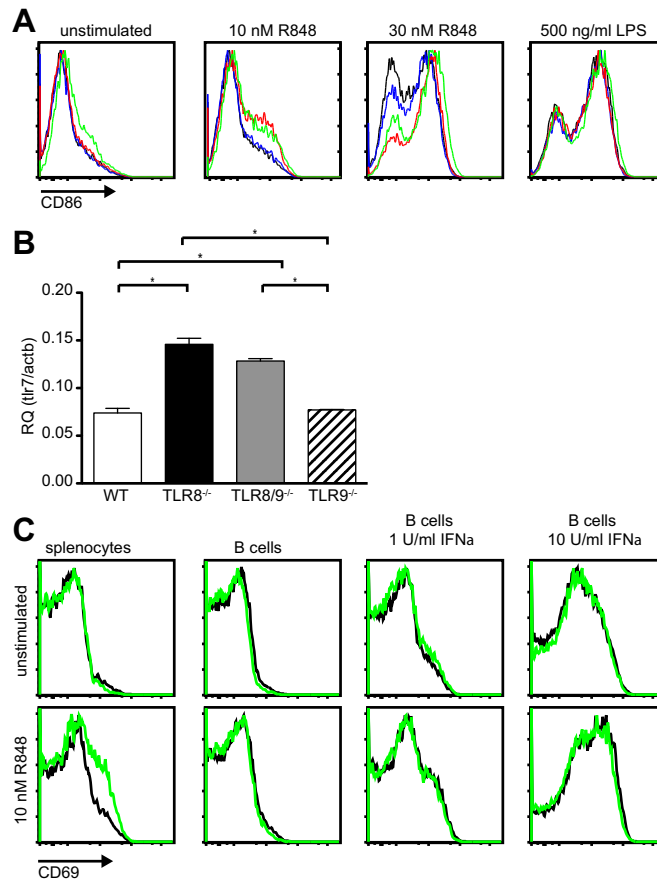 A
unstimulated
10 nM R848
30 nM R848
500 ng/ml LPS
CD86
B
*
*
*
*
0.20
0.15
0.10
0.05
0.00
RQ (tlr7/actb)
WT
TLR8-/-
TLR8/9-/-
TLR9-/-
C
splenocytes
B cells
B cells
1 U/ml IFNa
B cells
10 U/ml IFNa
unstimulated
10 nM R848
CD69